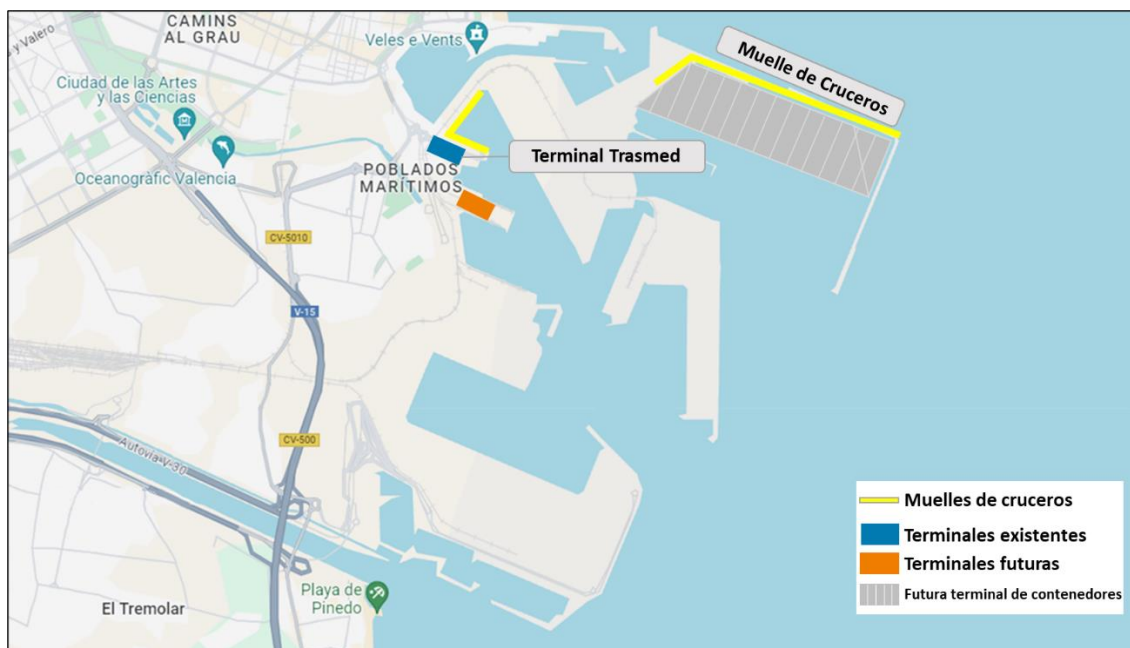 CAMINS
AL GRAU
y Valero
Veles e Vents
Ciudad de las Artes
y las Ciencias
Oceanogràfic Valencia
POBLADOS
MARÍTIMOS
Terminal Trasmed
Muelle de Cruceros
CV-5010
V-15
CV-500
Autovía V-30
Playa de
Pinedo
El Tremolar
Muelles de cruceros
Terminales existentes
Terminales futuras
Futura terminal de
contenedores